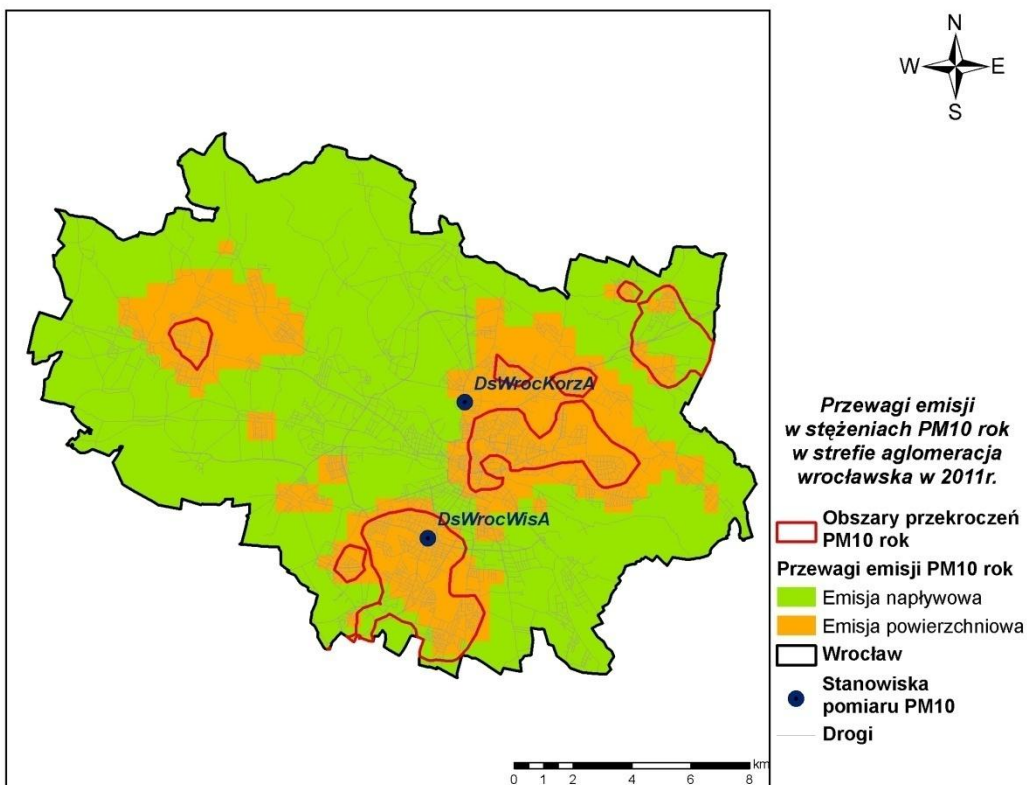 N
W E
S
DsWrocKorzA
DsWrocWisA
Przewagi emisji
w stężeniach PM10 rok
w strefie aglomeracja
wrocławska w 2011r.
Obszary przekroczeń
PM10 rok
Przewagi emisji PM10 rok
Emisja napływowa
Emisja powierzchniowa
Wrocław
Stanowiska
pomiaru PM10
Drogi
km
0 1 2 4 6 8